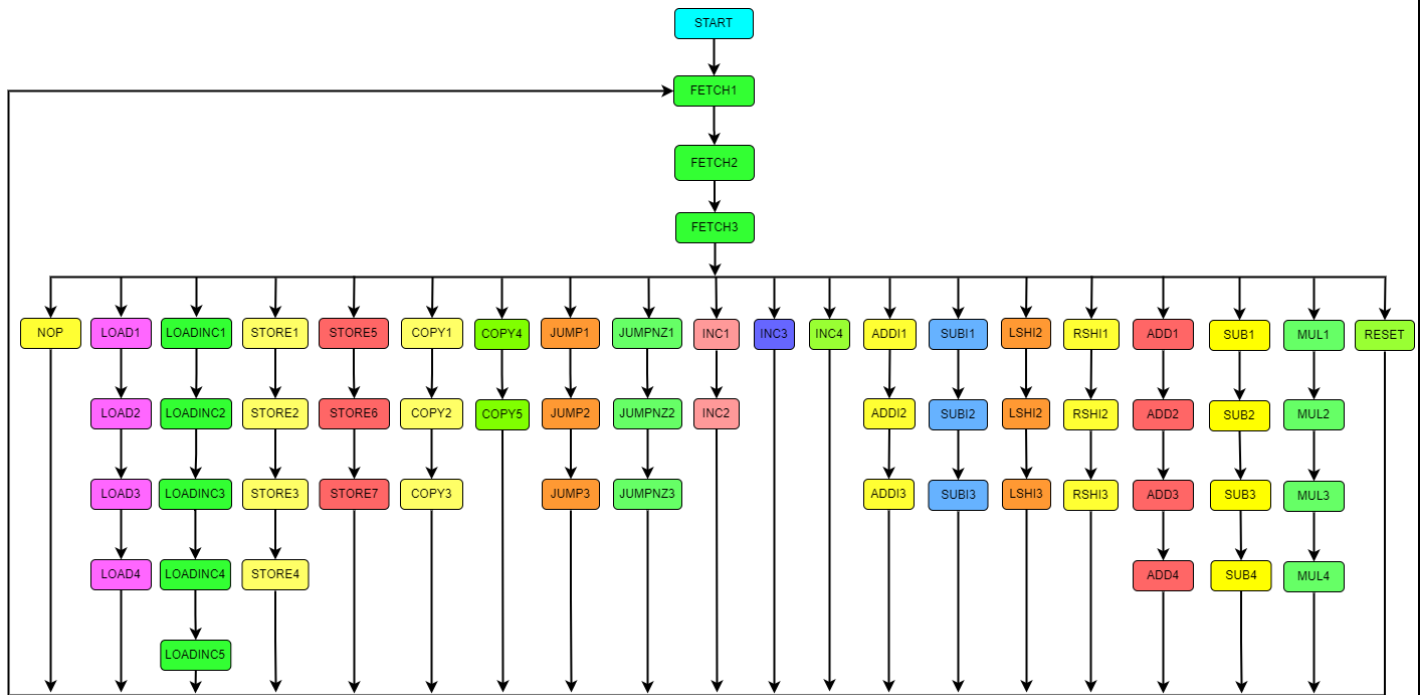 START
FETCH1
FETCH2
FETCH3
NOP LOAD1 LOADINC1 STORE1 STORE5 COPY1 COPY4 JUMP1 JUMPNZ1 INC1 INC3 INC4 ADDI1 SUBI1 LSHI2 RSHI1 ADD1 SUB1 MUL1 RESET
LOAD2 LOADINC2 STORE2 STORE6 COPY2 COPY5 JUMP2 JUMPNZ2 INC2 ADDI2 SUBI2 LSHI2 RSHI2 ADD2 SUB2 MUL2
LOAD3 LOADINC3 STORE3 STORE7 COPY3 JUMP3 JUMPNZ3 ADDI3 SUBI3 LSHI3 RSHI3 ADD3 SUB3 MUL3
LOAD4 LOADINC4 STORE4 ADD4 SUB4 MUL4
LOADINC5